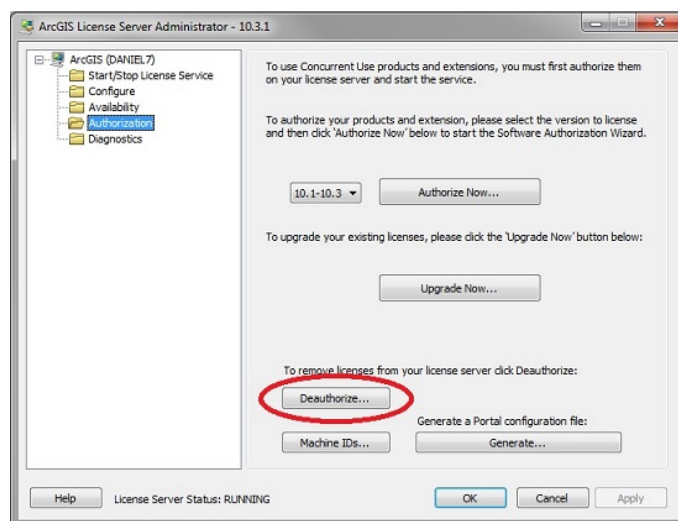 ArcGIS License Server Administrator - 10.3.1
ArcGIS (DANIEL7)
Start/Stop License Service
Configure
Availability
Authorization
Diagnostics
To use Concurrent Use products and extensions, you must first authorize them
on your license server and start the service.
To authorize your products and extension, please select the version to license
and then click 'Authorize Now' below to start the Software Authorization Wizard.
10.1-10.3
Authorize Now...
To upgrade your existing licenses, please click the 'Upgrade Now' button below:
Upgrade Now...
To remove licenses from your license server click Deauthorize:
Deauthorize...
Generate a Portal configuration file:
Machine IDs...
Generate...
Help
License Server Status: RUNNING
OK
Cancel
Apply